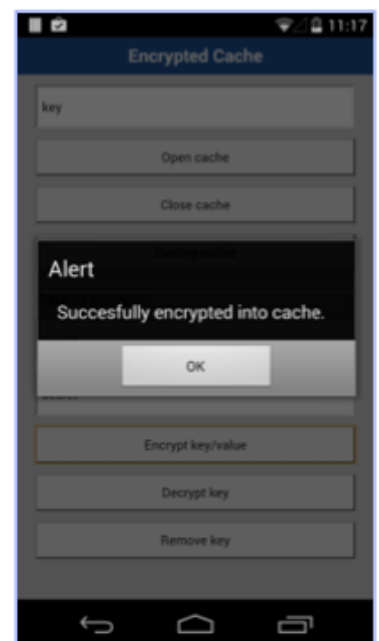 11:17
Encrypted Cache
key
Open cache
Close cache
Alert
Succesfully encrypted into cache.
OK
Encrypt key/value
Decrypt key
Remove key